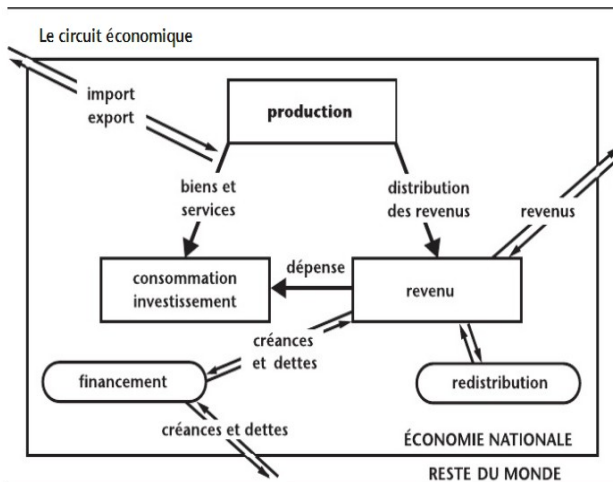 Le circuit économique
import
export
production
biens et
services
distribution
des revenus
revenus
consommation
investissement
dépense
revenu
créances
et dettes
financement
redistribution
créances et dettes
ÉCONOMIE NATIONALE
RESTE DU MONDE